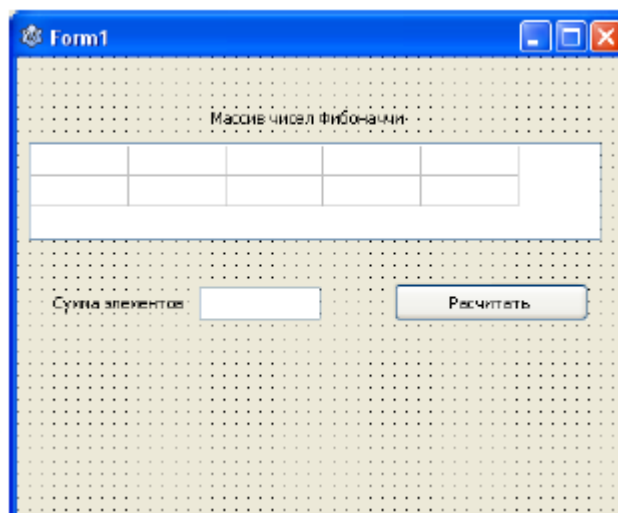 Form1
Массив чисел Фибоначчи
Сумма элементов
Расчитать